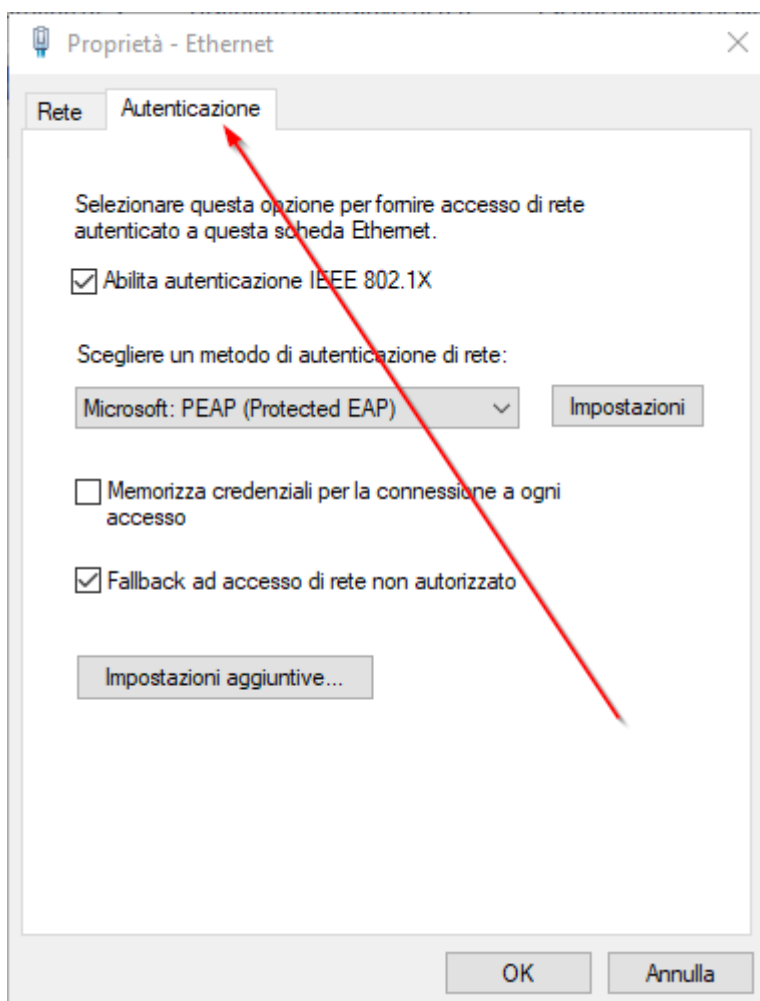 Proprietà - Ethernet
Rete
Autenticazione
Selezionare questa opzione per fornire accesso di rete
autenticato a questa scheda Ethernet.
Abilita autenticazione IEEE 802.1X
Scegliere un metodo di autenticazione di rete:
Microsoft: PEAP (Protected EAP)
Impostazioni
Memorizza credenziali per la connessione a ogni
accesso
Fallback ad accesso di rete non autorizzato
Impostazioni aggiuntive...
OK
Annulla